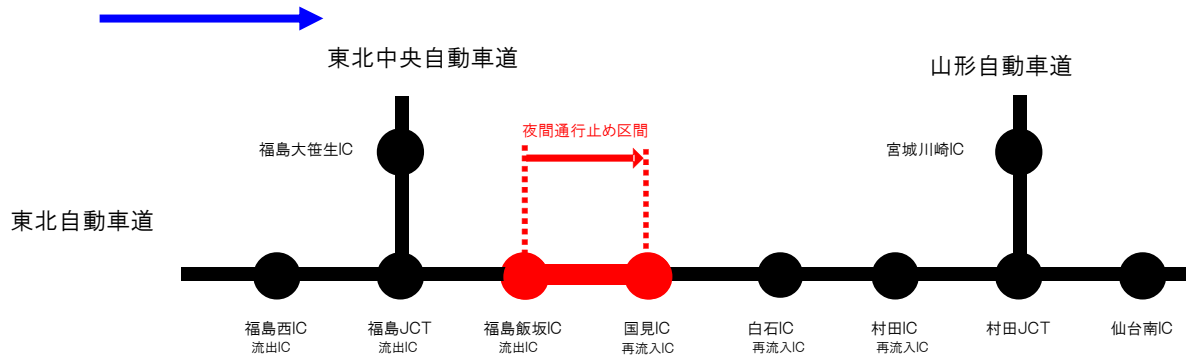 東北中央自動車道
山形自動車道
夜間通行止め区間
福島大笹生IC
宮城川崎IC
東北自動車道
福島西IC
流出IC
福島JCT
流出IC
福島飯坂IC
流出IC
国見IC
再流入IC
白石IC
再流入IC
村田IC
再流入IC
村田JCT
仙台南IC